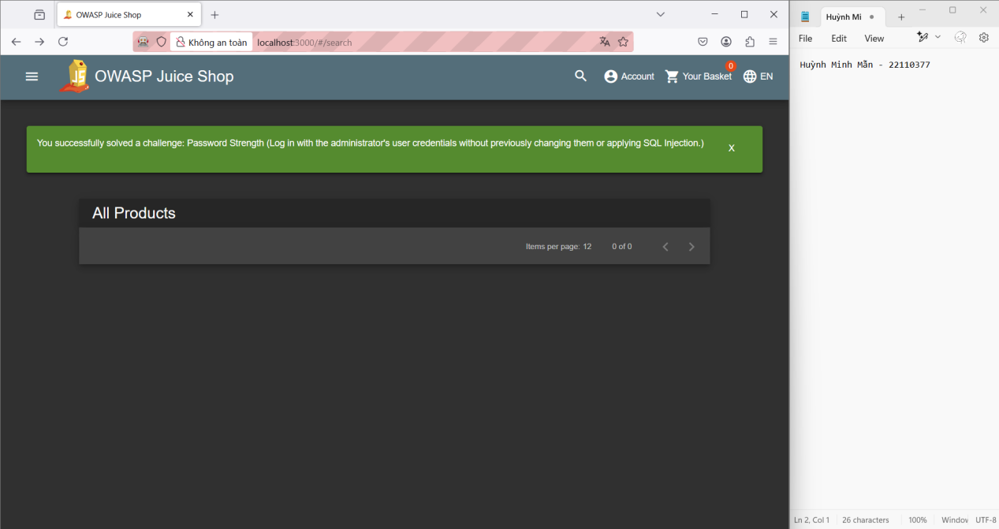 OWASP Juice Shop
Không an toàn
localhost:3000/#/search
OWASP Juice Shop
Account
0
Your Basket
EN
You successfully solved a challenge: Password Strength (Log in with the administrator's user credentials without previously changing them or applying SQL Injection.)
X
All Products
Items per page: 12
0 of 0
Huỳnh Mi
File Edit View
Huỳnh Minh Mẫn - 22110377
Ln 2, Col 1
26 characters
100%
Window
UTF-8